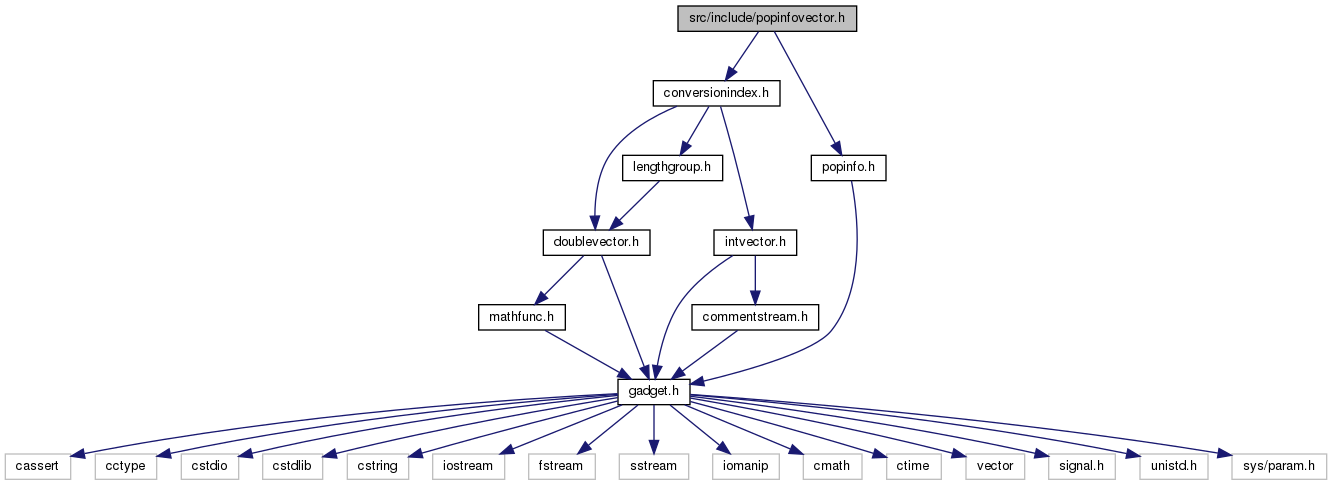 src/include/popinfovector.h
conversionindex.h
lengthgroup.h
popinfo.h
doublevector.h
intvector.h
mathfunc.h
commentstream.h
gadget.h
cassert
cctype
cstdio
cstdlib
cstring
iostream
fstream
sstream
iomanip
cmath
ctime
vector
signal.h
unistd.h
sys/param.h